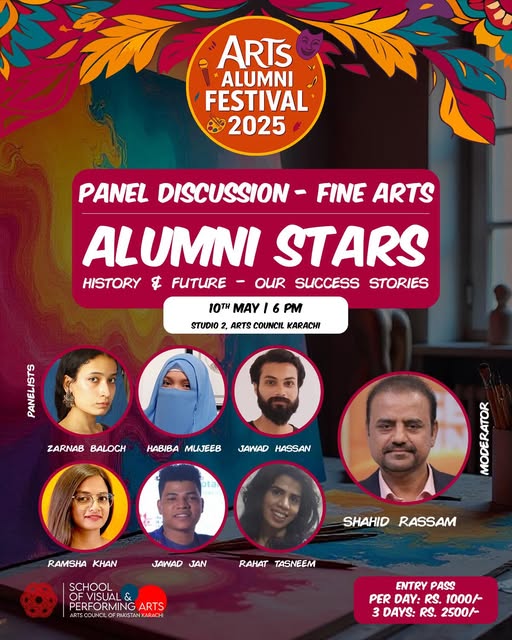 ARTS
ALUMNI
FESTIVAL
2025
PANEL DISCUSSION - FINE ARTS
ALUMNI STARS
HISTORY & FUTURE - OUR SUCCESS STORIES
10TH MAY | 6 PM
STUDIO 2, ARTS COUNCIL KARACHI
PANELISTS
ZARNAB BALOCH
HABIBA MUJEEB
JAWAD HASSAN
RAMSHA KHAN
JAWAD JAN
RAHAT TASNEEM
MODERATOR
SHAHID RASSAM
SCHOOL
OF VISUAL &
PERFORMING ARTS
ARTS COUNCIL OF PAKISTAN KARACHI
ENTRY PASS
PER DAY: RS. 1000/-
3 DAYS: RS. 2500/-